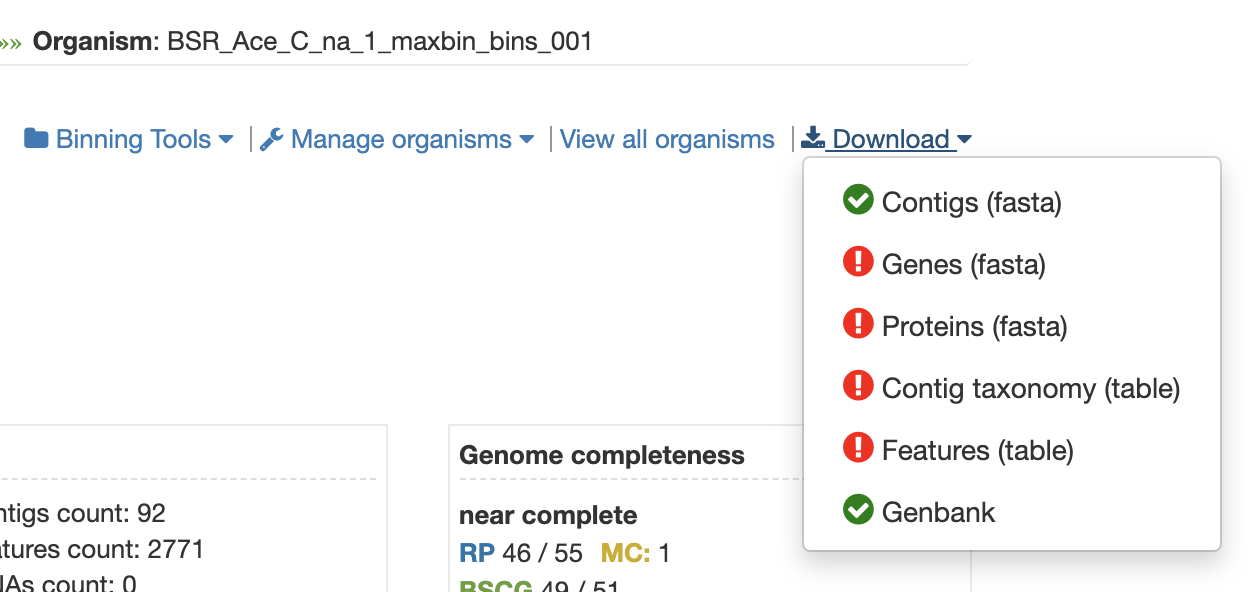 »» Organism: BSR_Ace_C_na_1_maxbin_bins_001
Binning Tools | Manage organisms | View all organisms | Download
Contigs (fasta)
Genes (fasta)
Proteins (fasta)
Contig taxonomy (table)
Features (table)
Genbank
ntigs count: 92
atures count: 2771
NAs count: 0
Genome completeness
near complete
RP 46 / 55 MC: 1
BSCG 49 / 51